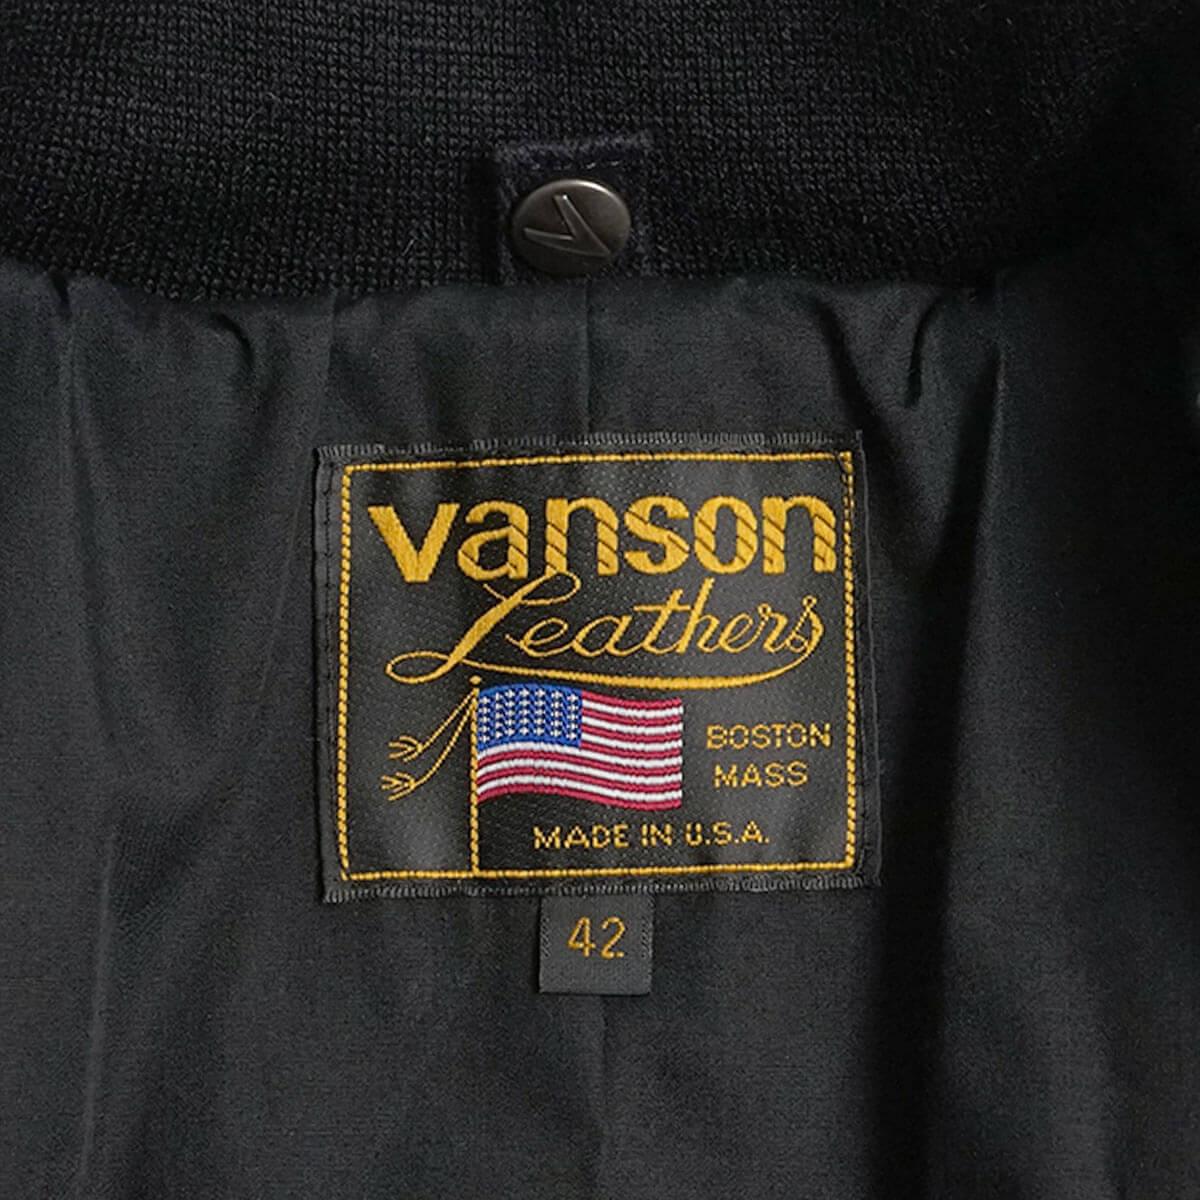 vanson
Leathers
BOSTON
MASS
MADE IN U.S.A.
42